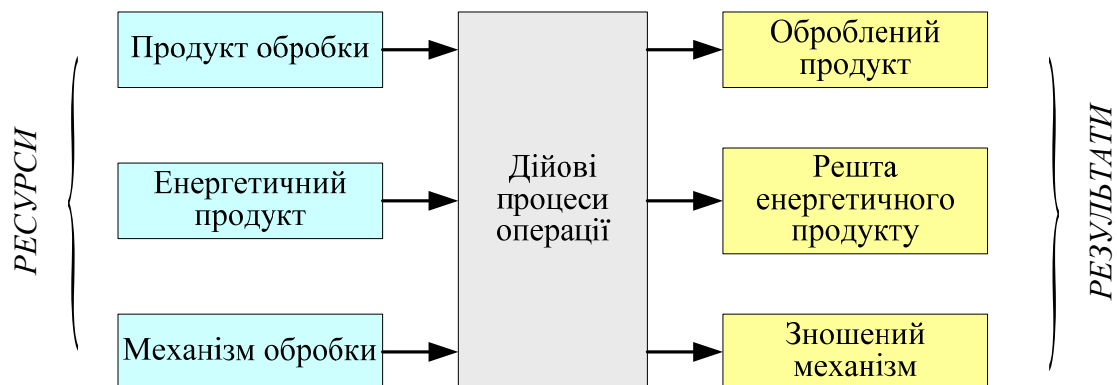 РЕСУРСИ
Продукт обробки
Енергетичний
продукт
Механізм обробки
Дійові
процеси
операції
Оброблений
продукт
Решта
енергетичного
продукту
Зношений
механізм
РЕЗУЛЬТАТИ